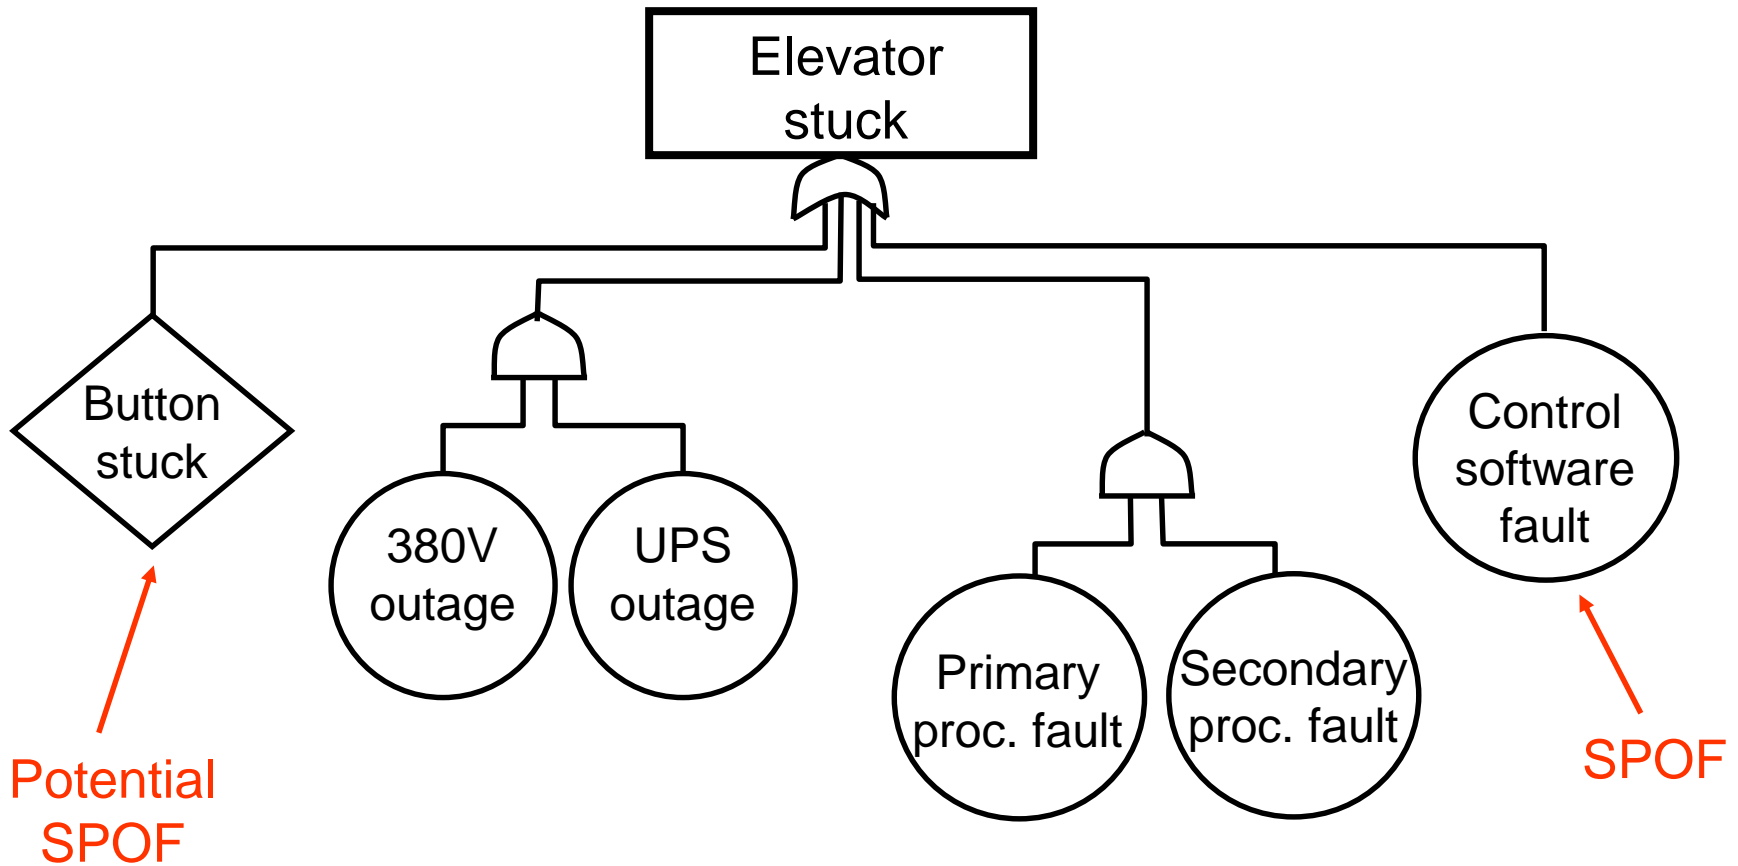 Elevator
stuck
Button
stuck
380V
outage
UPS
outage
Primary
proc. fault
Secondary
proc. fault
Control
software
fault
Potential
SPOF
SPOF